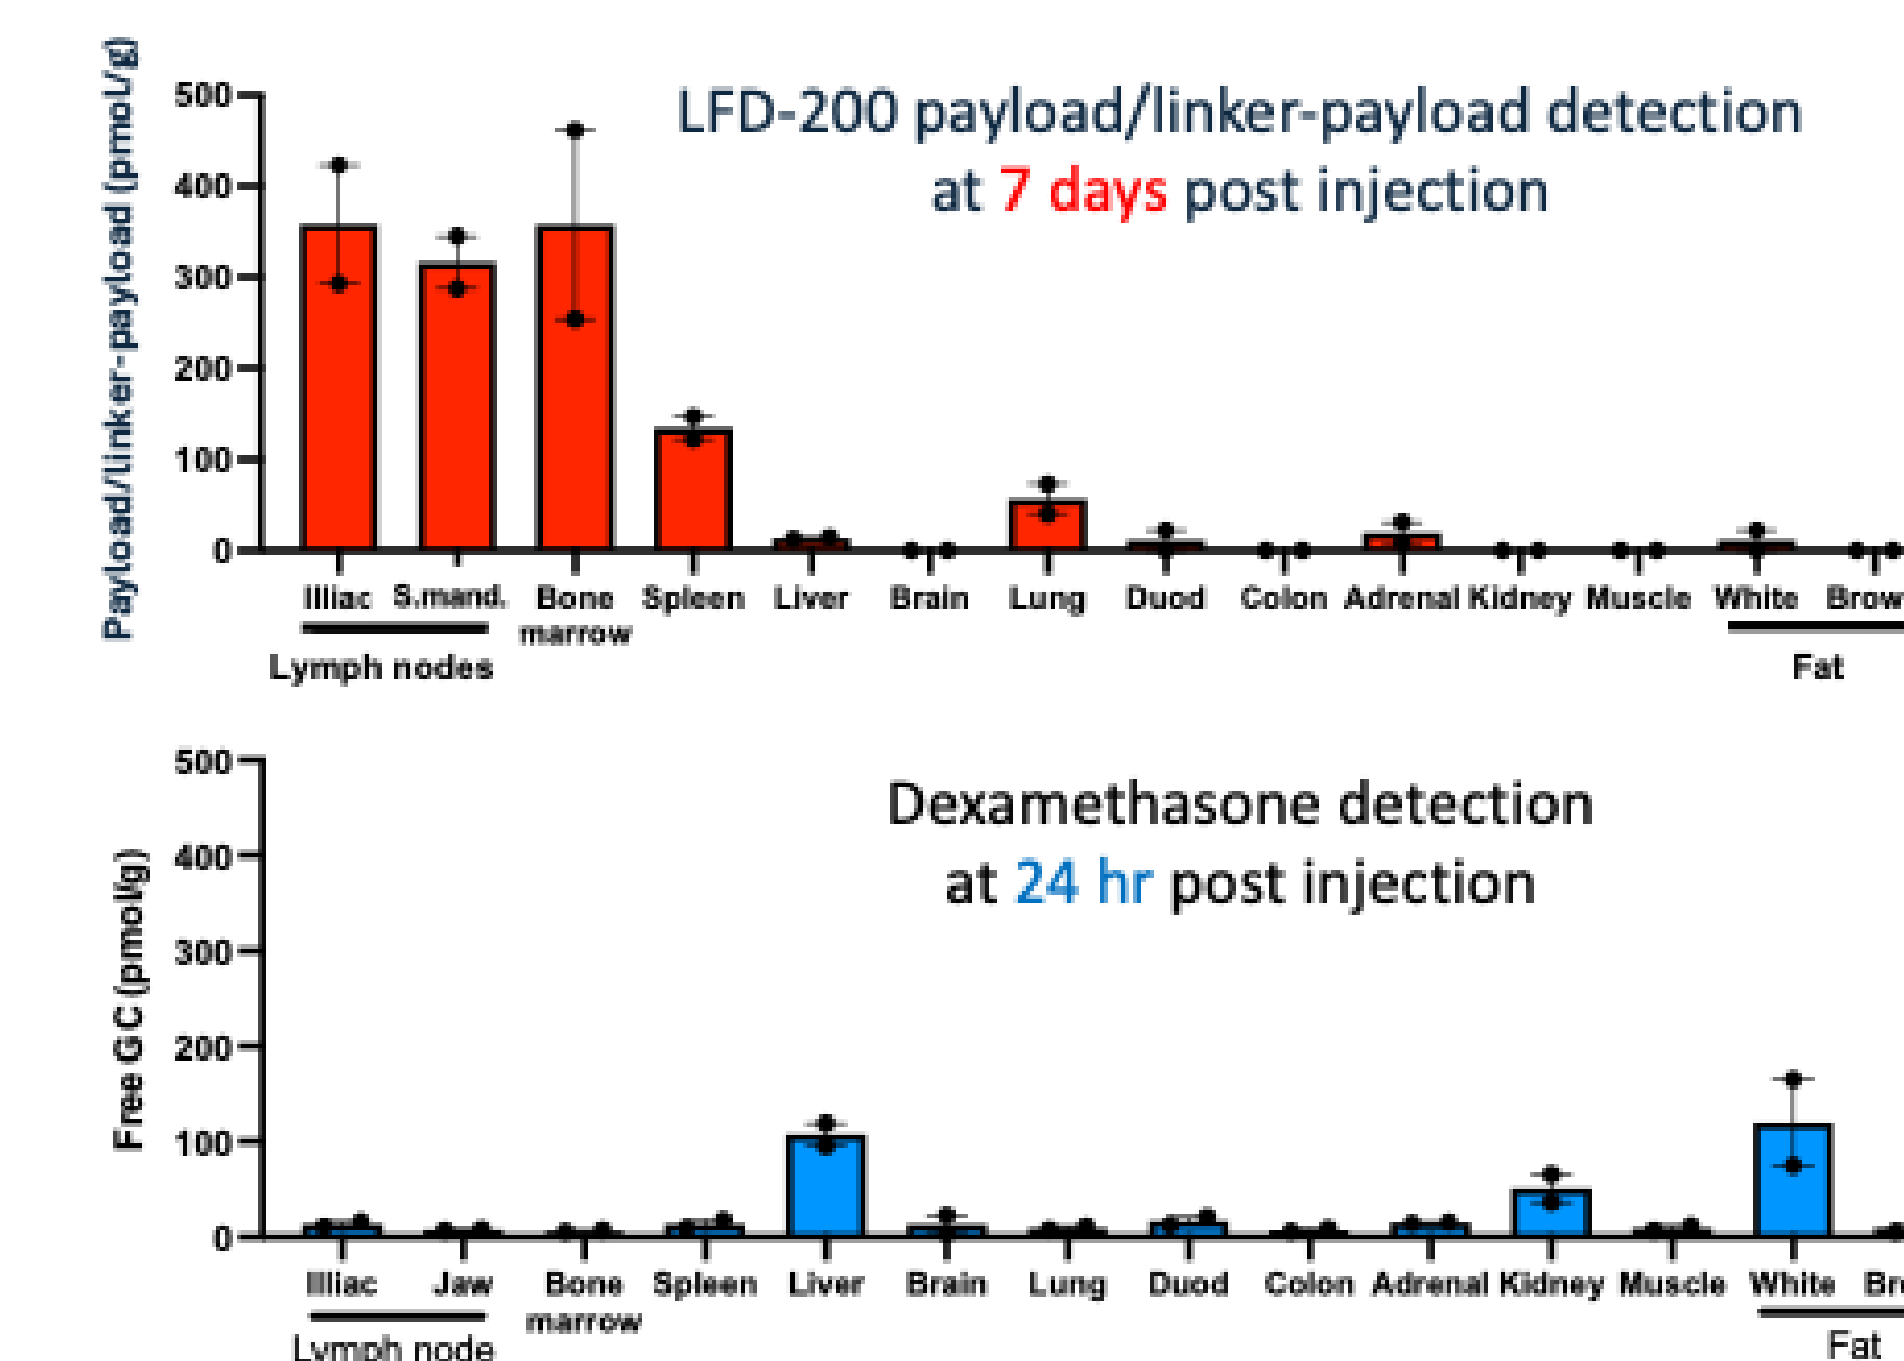 LFD-200 payload/linker-payload detection
at 7 days post injection
Payload/linker-payload (pmol/g)
500
400
300
200
100
0
Illiac S.mand. Bone marrow Spleen Liver Brain Lung Duod Colon Adrenal Kidney Muscle White Brow
Lymph nodes Fat
Dexamethasone detection
at 24 hr post injection
Free GC (pmol/g)
500
400
300
200
100
0
Illiac Jaw Bone marrow Spleen Liver Brain Lung Duod Colon Adrenal Kidney Muscle White Bro
Lymph node Fat